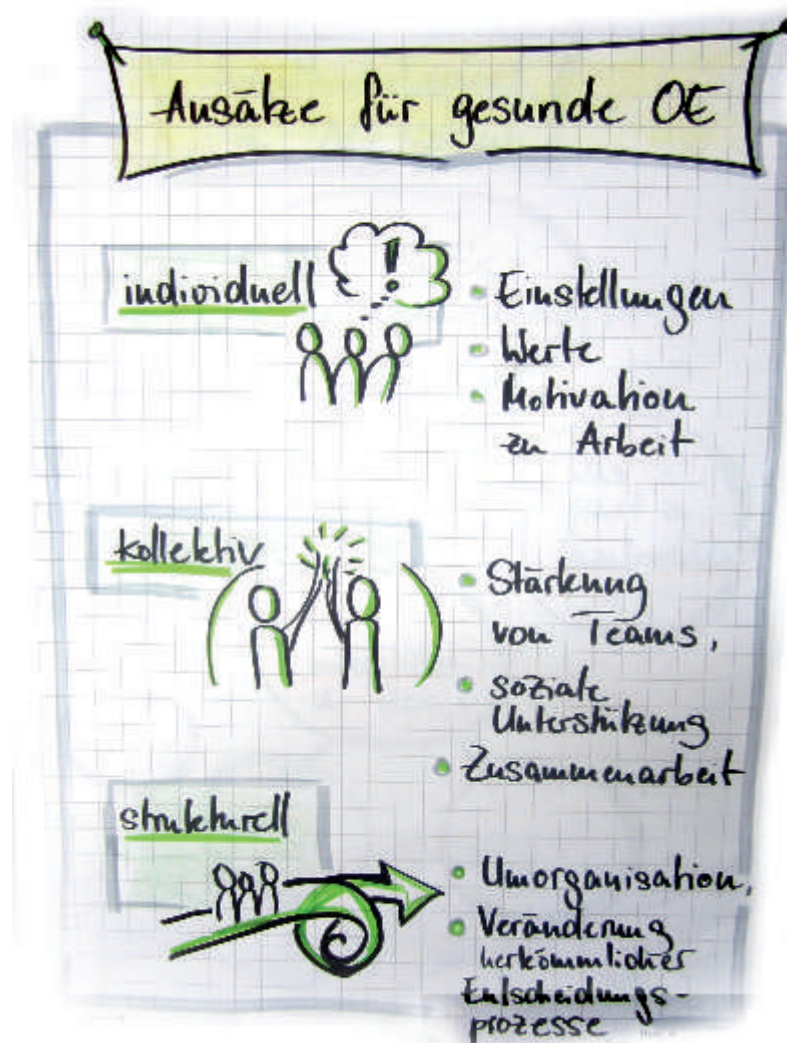 Ansätze für gesunde OE
individuell
!
• Einstellungen
• Werte
• Motivation
zu Arbeit
kollektiv
• Stärkung
von Teams,
• soziale
Unterstützung
• Zusammenarbeit
strukturell
• Umorganisation,
• Veränderung
herkömmlicher
Entscheidungs-
prozesse